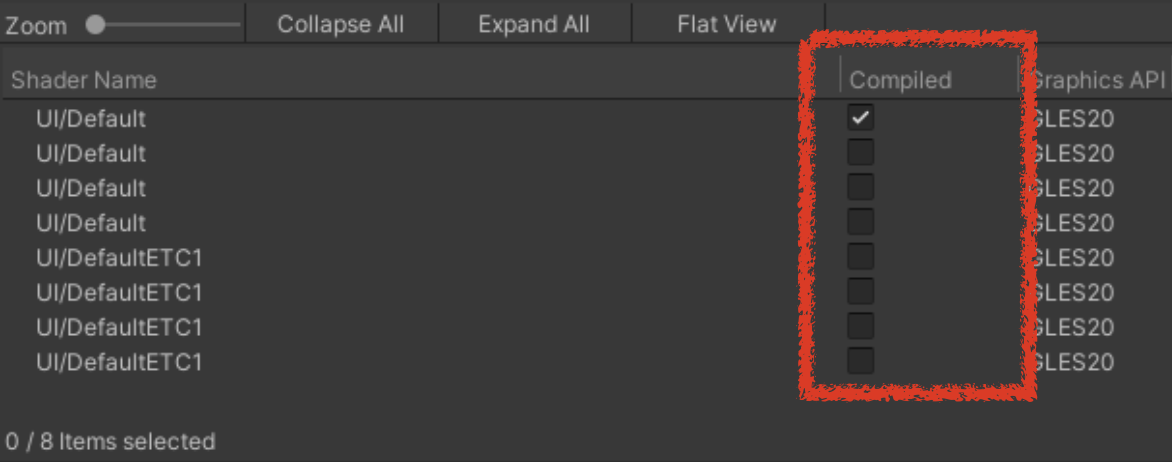 Zoom Collapse All Expand All Flat View
Shader Name Compiled Graphics API
UI/Default GLES20
UI/Default GLES20
UI/Default GLES20
UI/Default GLES20
UI/DefaultETC1 GLES20
UI/DefaultETC1 GLES20
UI/DefaultETC1 GLES20
UI/DefaultETC1 GLES20
0 / 8 Items selected